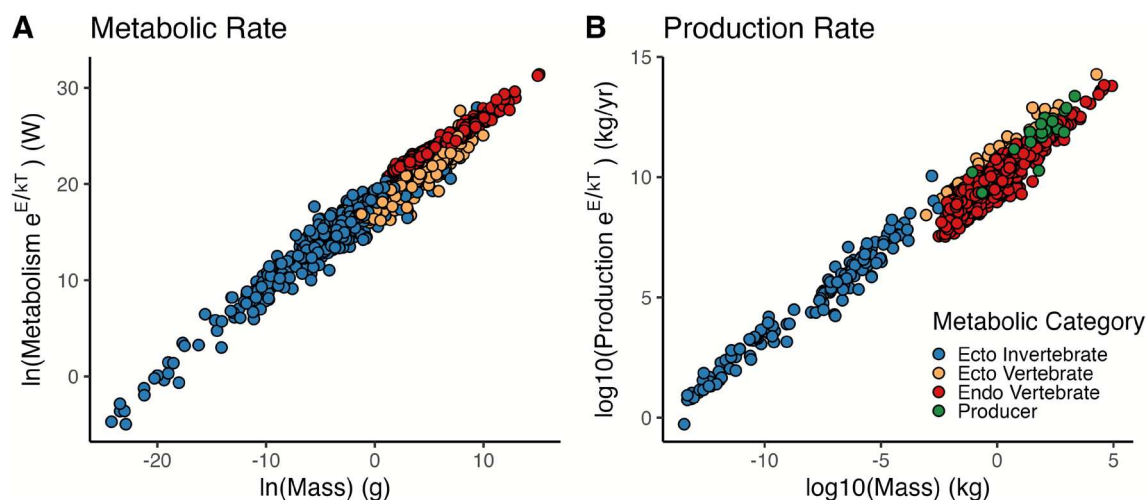 A Metabolic Rate
ln(Metabolism e^E/kT) (W)
30
20
10
0
-20 -10 0 10
ln(Mass) (g)
B Production Rate
log10(Production e^E/kT) (kg/yr)
15
10
5
0
-10 -5 0 5
log10(Mass) (kg)
Metabolic Category
Ecto Invertebrate
Ecto Vertebrate
Endo Vertebrate
Producer